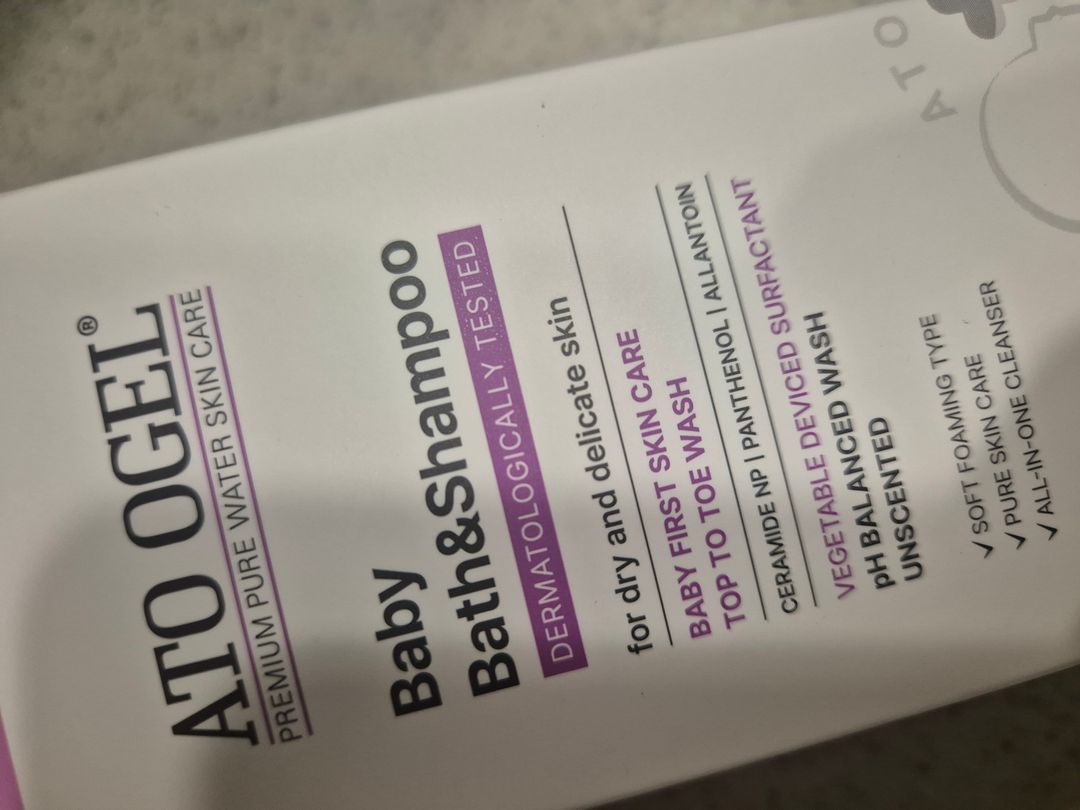 ATO OGEL®
PREMIUM PURE WATER SKIN CARE
Baby
Bath&Shampoo
DERMATOLOGICALLY TESTED
for dry and delicate skin
BABY FIRST SKIN CARE
TOP TO TOE WASH
CERAMIDE NP | PANTHENOL | ALLANTOIN
VEGETABLE DEVICED SURFACTANT
pH BALANCED WASH
UNSCENTED
✓ SOFT FOAMING TYPE
✓ PURE SKIN CARE
✓ ALL-IN-ONE CLEANSER
ATO